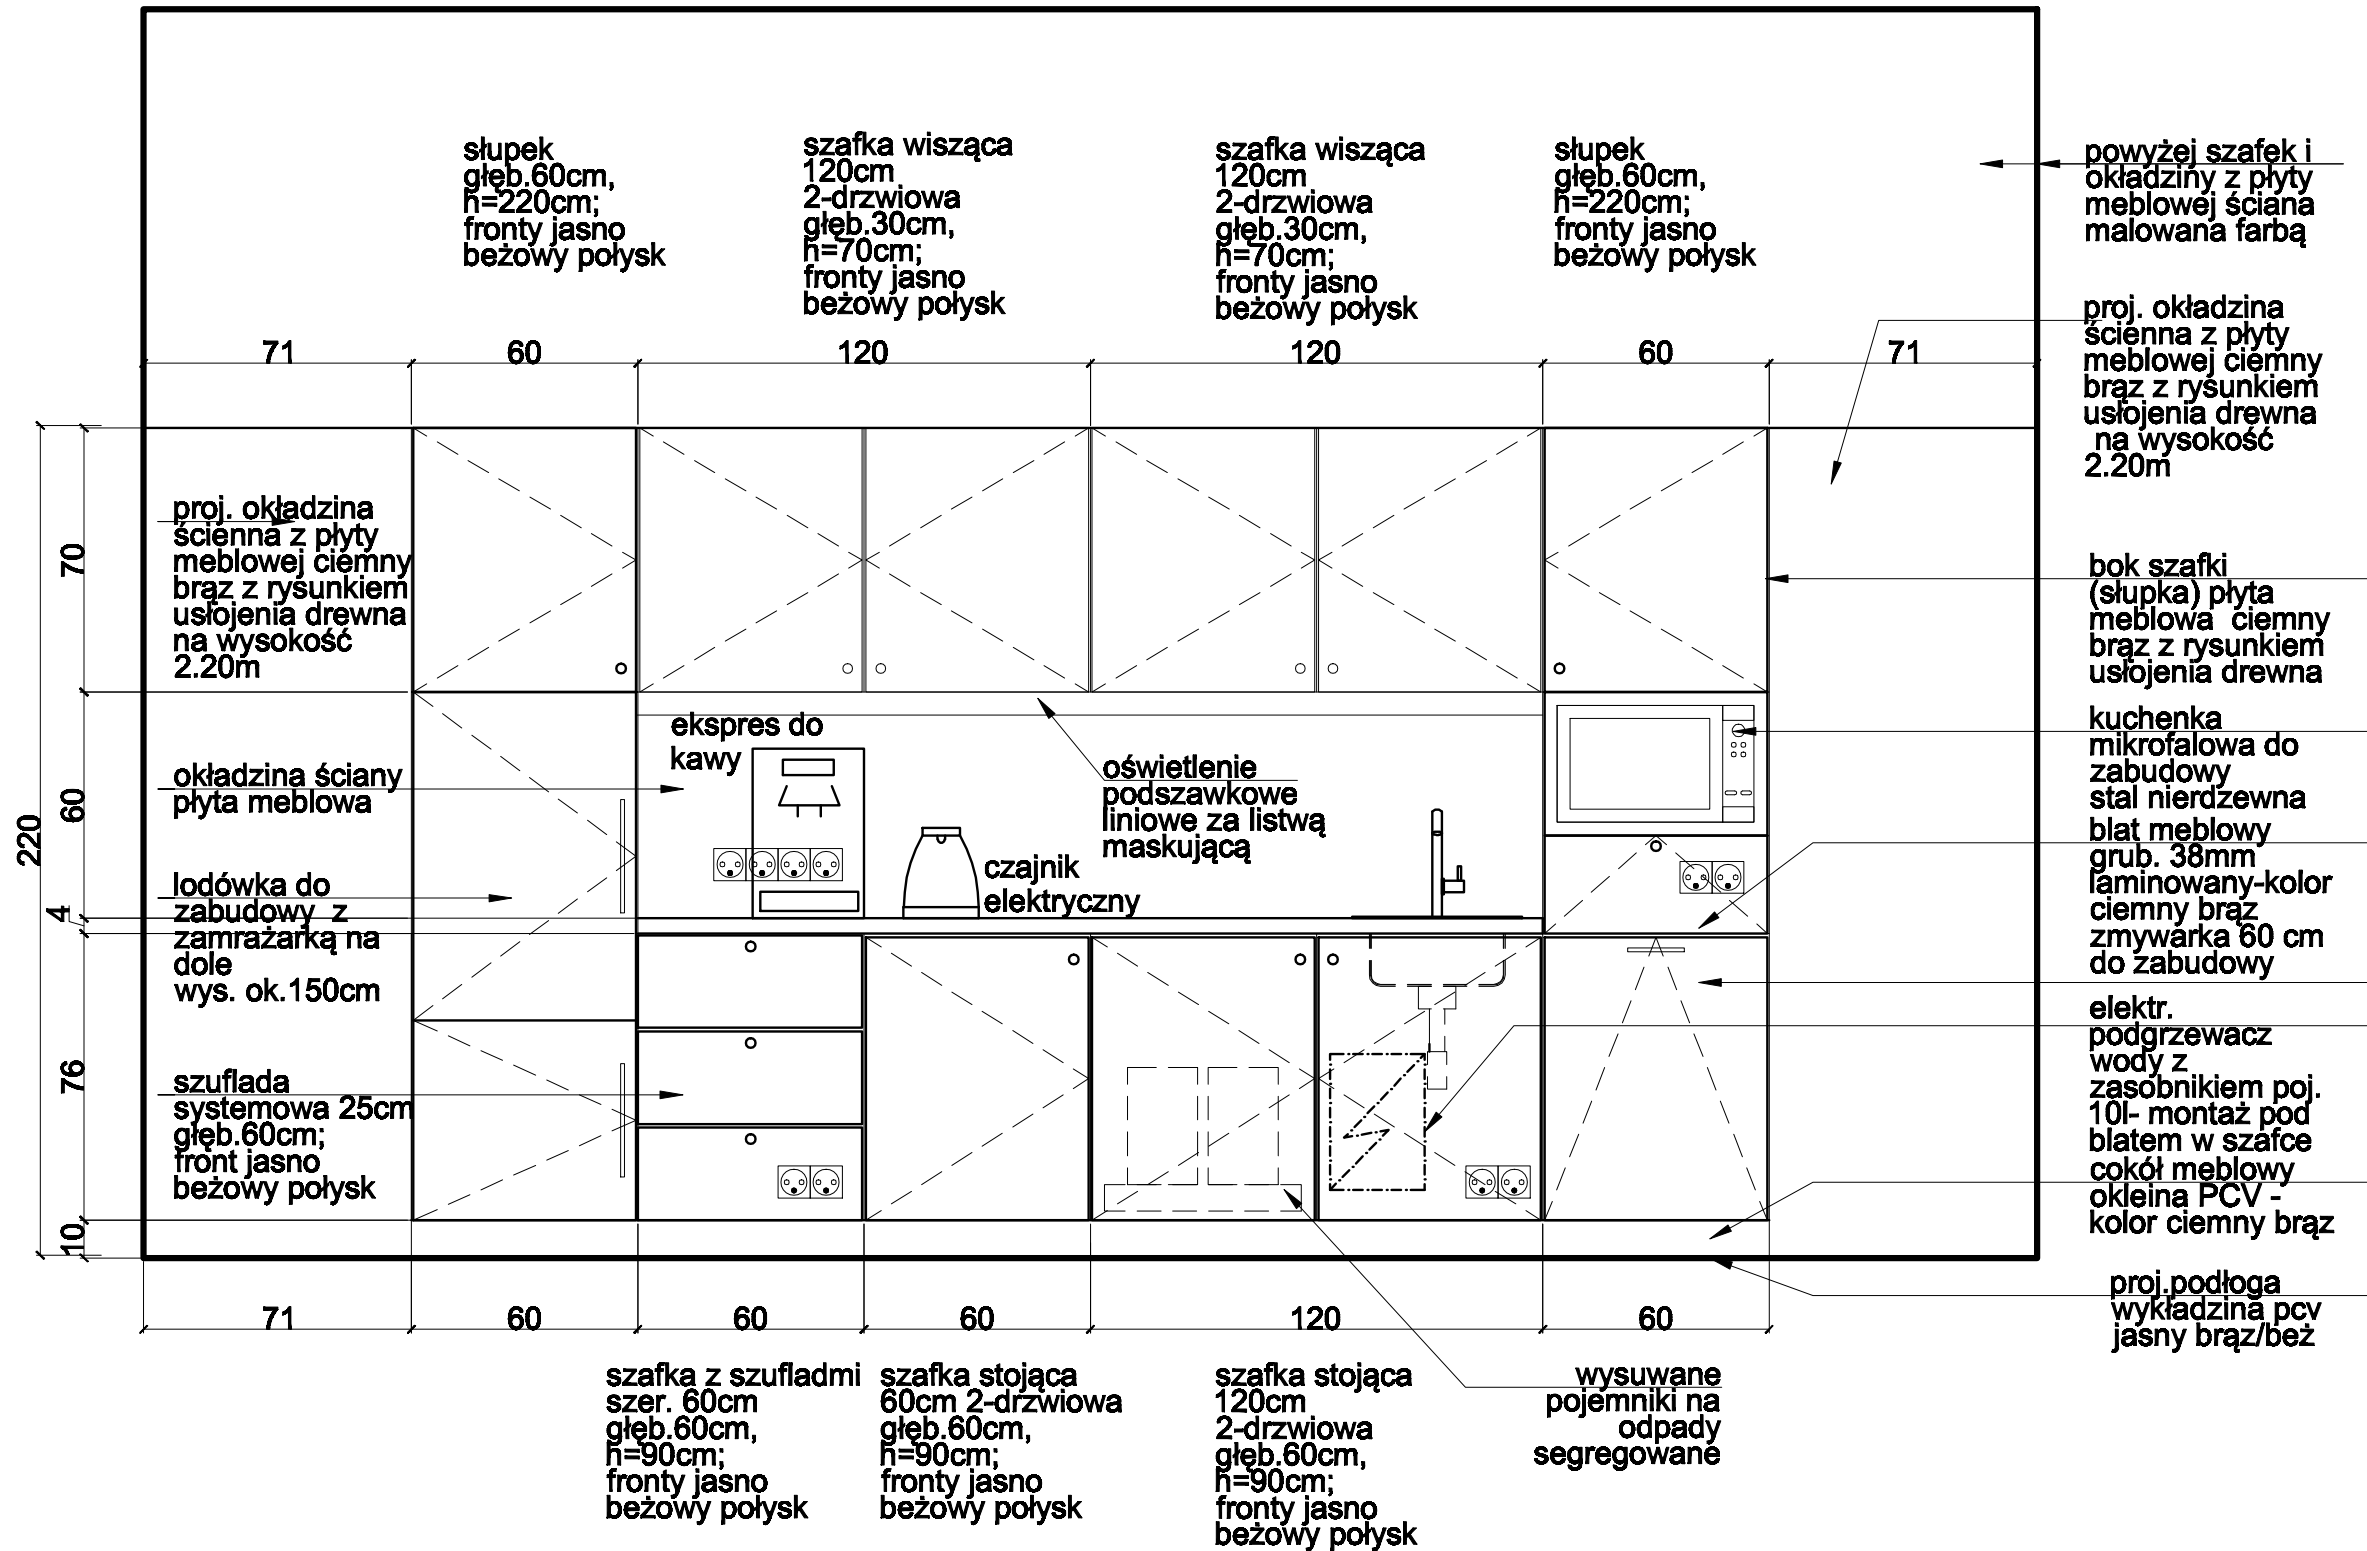 słupek
głęb.60cm,
h=220cm;
fronty jasno
beżowy połysk
szafka wisząca
120cm
2-drzwiowa
głęb.30cm,
h=70cm;
fronty jasno
beżowy połysk
szafka wisząca
120cm
2-drzwiowa
głęb.30cm,
h=70cm;
fronty jasno
beżowy połysk
słupek
głęb.60cm,
h=220cm;
fronty jasno
beżowy połysk
powyżej szafek i
okładziny z płyty
meblowej ściana
malowana farbą
proj. okładzina
ścienna z płyty
meblowej ciemny
brąz z rysunkiem
usłojenia drewna
na wysokość
2.20m
71
60
120
120
60
71
220
70
60
4
76
10
proj. okładzina
ścienna z płyty
meblowej ciemny
brąz z rysunkiem
usłojenia drewna
na wysokość
2.20m
okładzina ściany
płyta meblowa
lodówka do
zabudowy z
zamrażarką na
dole
wys. ok.150cm
szuflada
systemowa 25cm
głęb.60cm;
front jasno
beżowy połysk
ekspres do
kawy
czajnik
elektryczny
oświetlenie
podszawkowe
liniowe za listwą
maskującą
bok szafki
(słupka) płyta
meblowa ciemny
brąz z rysunkiem
usłojenia drewna
kuchenka
mikrofalowa do
zabudowy
stal nierdzewna
blat meblowy
grub. 38mm
laminowany-kolor
ciemny brąz
zmywarka 60 cm
do zabudowy
elektr.
podgrzewacz
wody z
zasobnikiem poj.
10l- montaż pod
blatem w szafce
cokół meblowy
okleina PCV -
kolor ciemny brąz
proj.podłoga
wykładzina pcv
jasny brąz/beż
71
60
60
60
120
60
szafka z szufladmi
szer. 60cm
głęb.60cm,
h=90cm;
fronty jasno
beżowy połysk
szafka stojąca
60cm 2-drzwiowa
głęb.60cm,
h=90cm;
fronty jasno
beżowy połysk
szafka stojąca
120cm
2-drzwiowa
głęb.60cm,
h=90cm;
fronty jasno
beżowy połysk
wysuwane
pojemniki na
odpady
segregowane